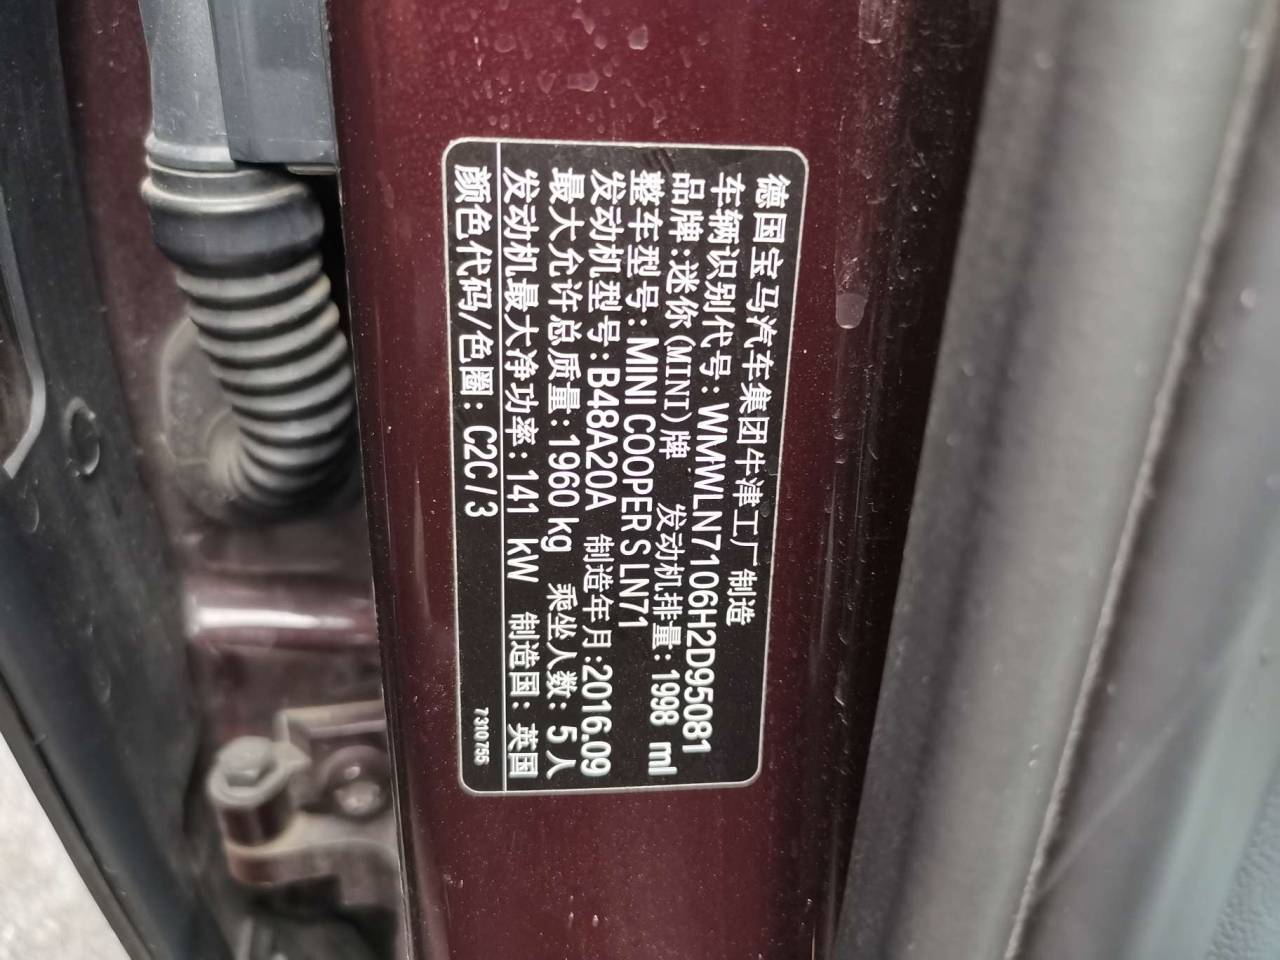 德国宝马汽车集团牛津工厂制造
车辆识别代号: WMWLN7106H2D95081
品牌:迷你(MINI)牌 发动机排量: 1998 ml
整车型号: MINI COOPER S LN71
发动机型号:B48A20A 制造年月:2016.09
最大允许总质量:1960 kg 乘坐人数: 5 人
发动机最大净功率: 141 kW 制造国: 英国
颜色代码/色圈: C2C/3 7 310 755